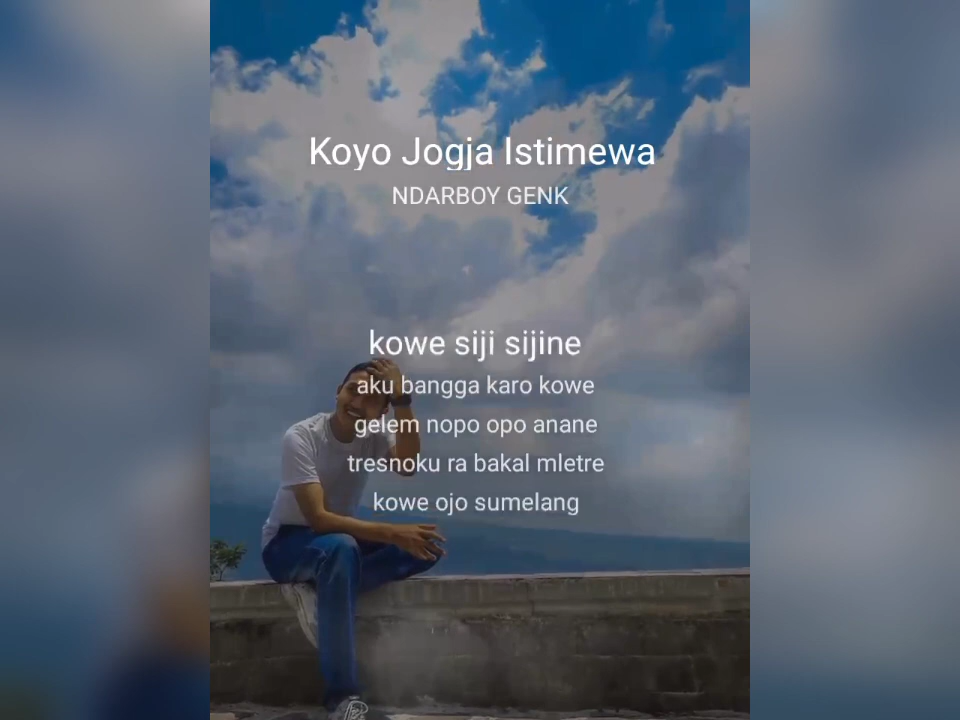 Koyo Jogja Istimewa
NDARBOY GENK
kowe siji sijine
aku bangga karo kowe
gelem nopo opo anane
tresnoku ra bakal mletre
kowe ojo sumelang